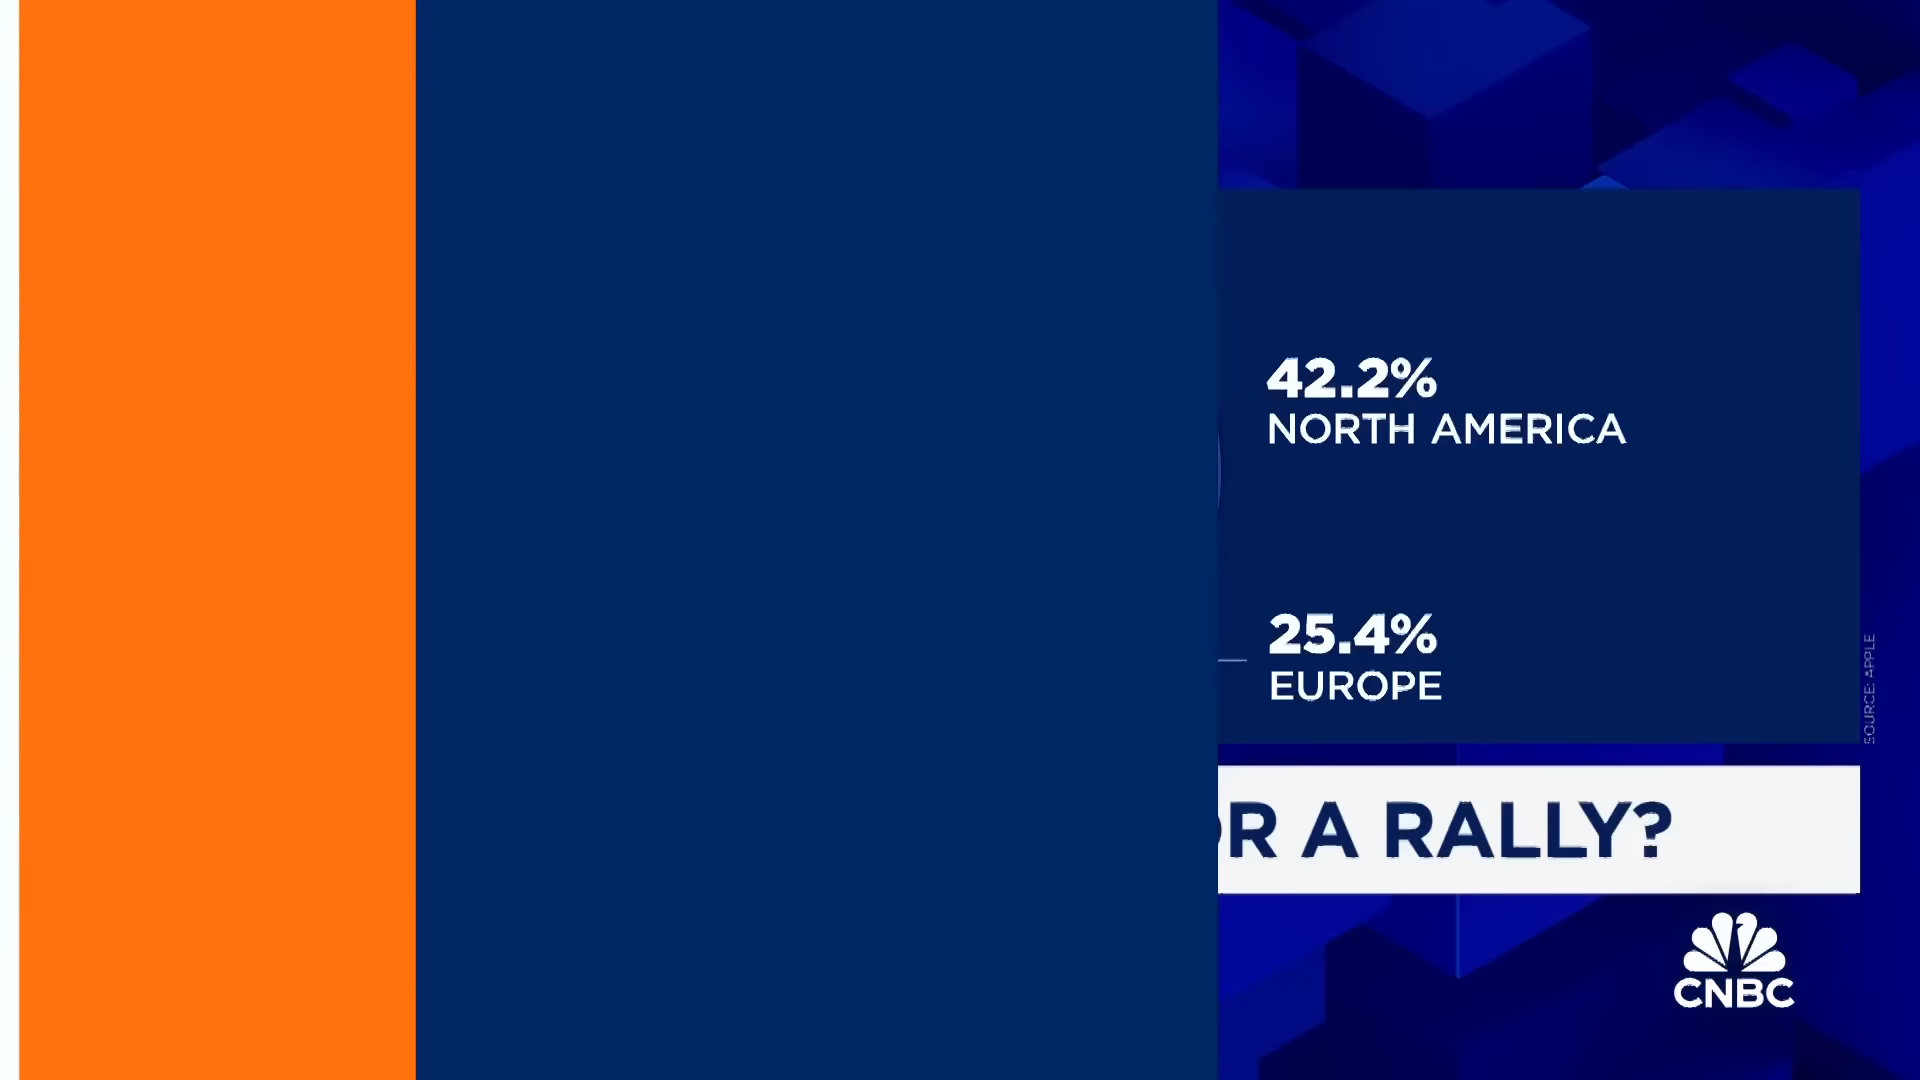 42.2%
NORTH AMERICA
25.4%
EUROPE
SOURCE: APPLE
R A RALLY?
CNBC